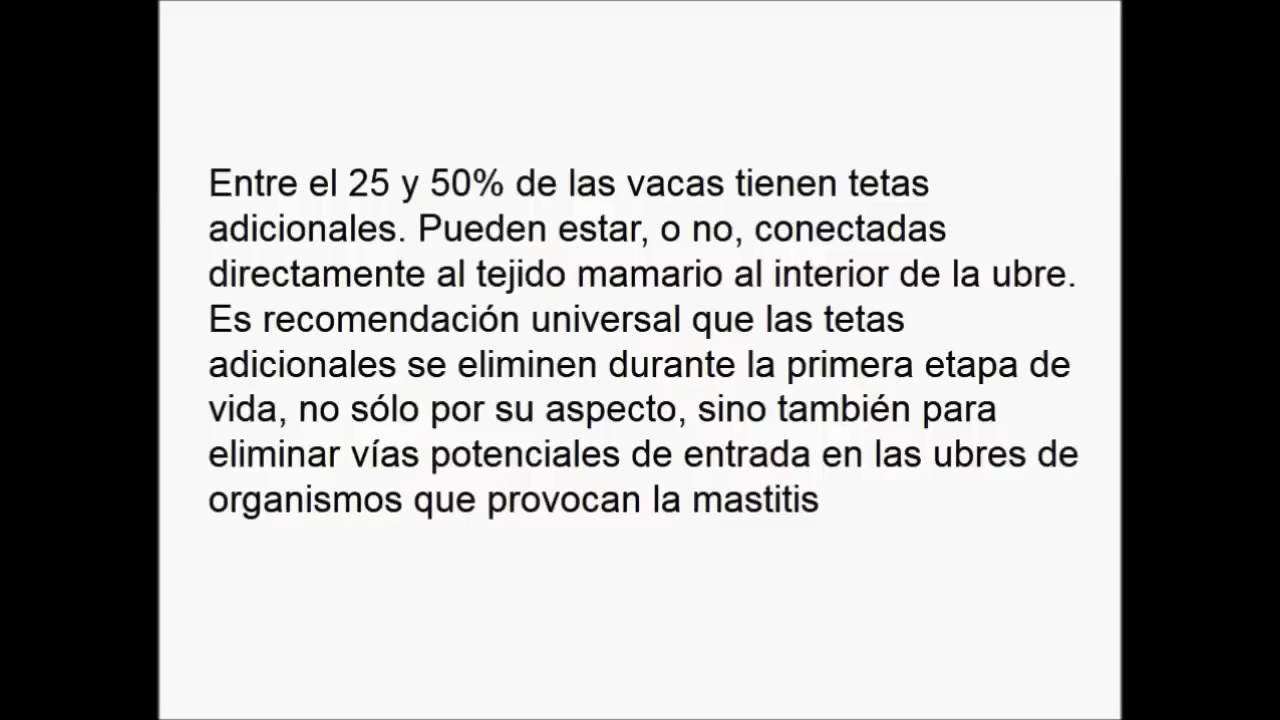 Entre el 25 y 50% de las vacas tienen tetas
adicionales. Pueden estar, o no, conectadas
directamente al tejido mamario al interior de la ubre.
Es recomendación universal que las tetas
adicionales se eliminen durante la primera etapa de
vida, no sólo por su aspecto, sino también para
eliminar vías potenciales de entrada en las ubres de
organismos que provocan la mastitis